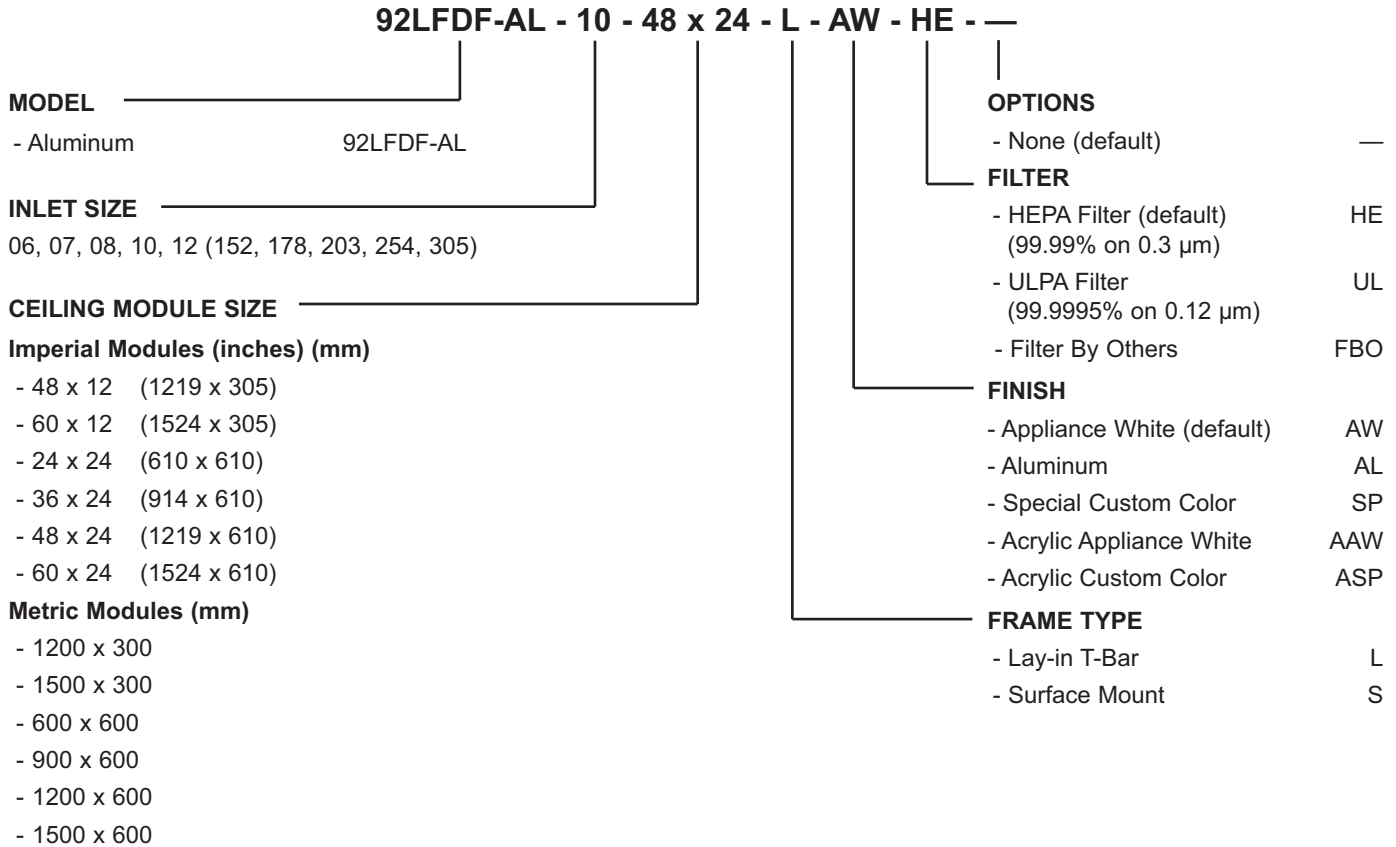 92LFDF-AL - 10 - 48 x 24 - L - AW - HE - —
MODEL
- Aluminum 92LFDF-AL
INLET SIZE
06, 07, 08, 10, 12 (152, 178, 203, 254, 305)
CEILING MODULE SIZE
Imperial Modules (inches) (mm)
- 48 x 12 (1219 x 305)
- 60 x 12 (1524 x 305)
- 24 x 24 (610 x 610)
- 36 x 24 (914 x 610)
- 48 x 24 (1219 x 610)
- 60 x 24 (1524 x 610)
Metric Modules (mm)
- 1200 x 300
- 1500 x 300
- 600 x 600
- 900 x 600
- 1200 x 600
- 1500 x 600
OPTIONS
- None (default) —
FILTER
- HEPA Filter (default) HE
(99.99% on 0.3 µm)
- ULPA Filter UL
(99.9995% on 0.12 µm)
- Filter By Others FBO
FINISH
- Appliance White (default) AW
- Aluminum AL
- Special Custom Color SP
- Acrylic Appliance White AAW
- Acrylic Custom Color ASP
FRAME TYPE
- Lay-in T-Bar L
- Surface Mount S